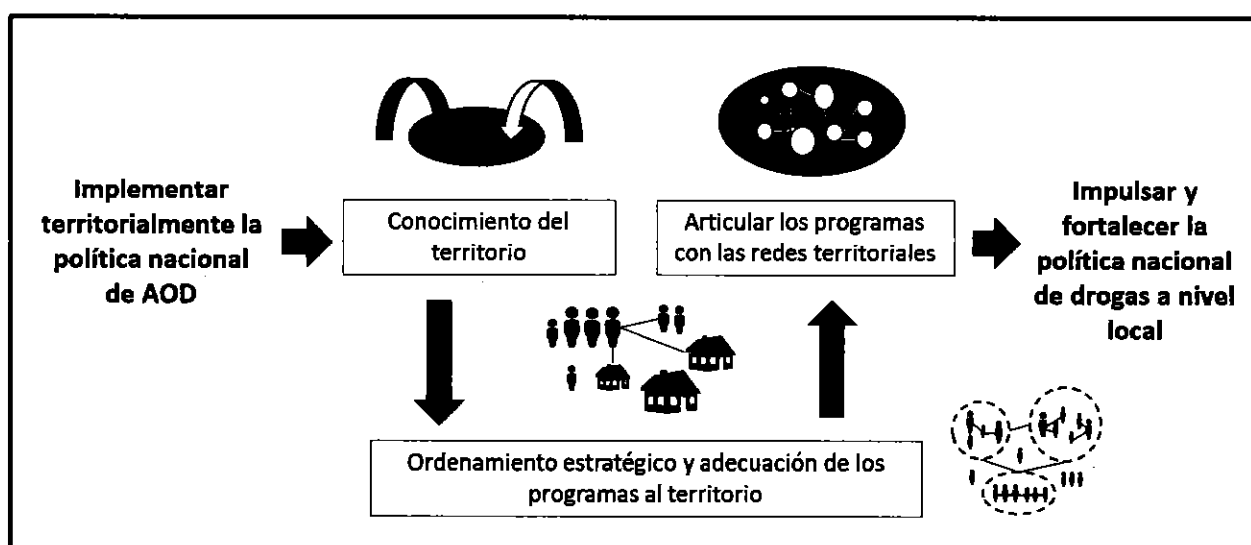 Implementar
territorialmente la
política nacional
de AOD
Conocimiento del
territorio
Articular los programas
con las redes territoriales
Impulsar y
fortalecer la
política nacional
de drogas a nivel
local
Ordenamiento estratégico y adecuación de los
programas al territorio